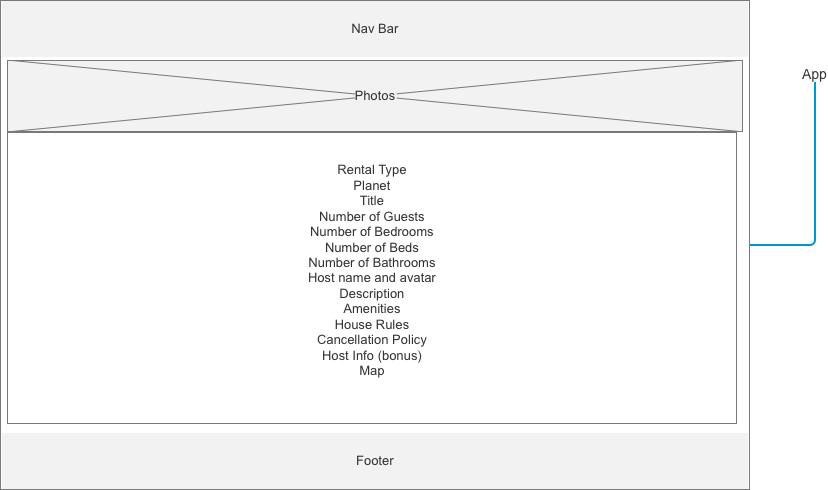 Nav Bar
App
Photos
Rental Type
Planet
Title
Number of Guests
Number of Bedrooms
Number of Beds
Number of Bathrooms
Host name and avatar
Description
Amenities
House Rules
Cancellation Policy
Host Info (bonus)
Map
Footer